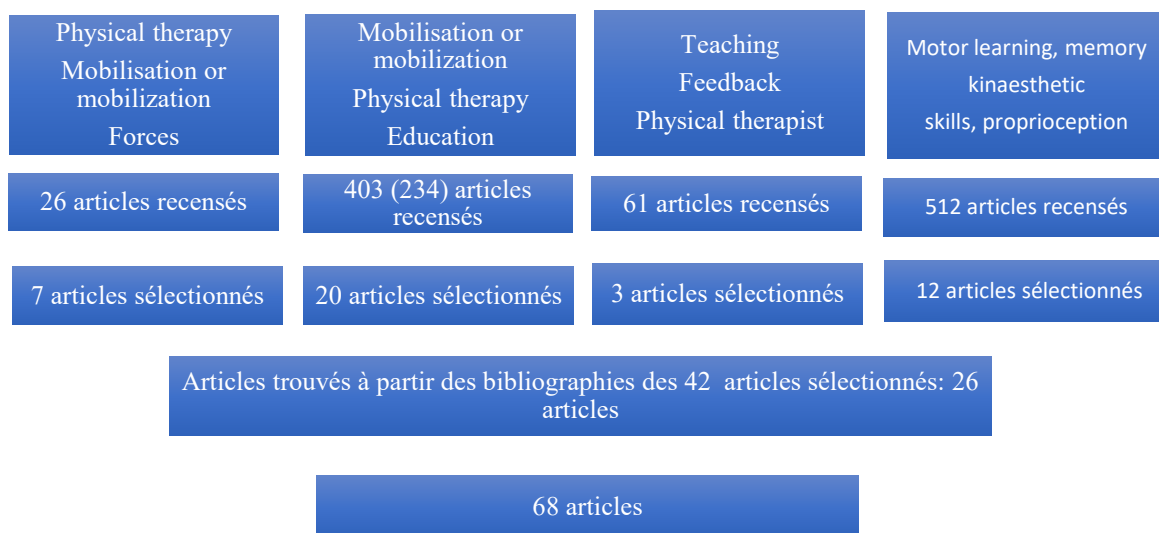 Physical therapy
Mobilisation or
mobilization
Forces
Mobilisation or
mobilization
Physical therapy
Education
Teaching
Feedback
Physical therapist
Motor learning, memory
kinaesthetic
skills, proprioception
26 articles recensés
403 (234) articles
recensés
61 articles recensés
512 articles recensés
7 articles sélectionnés
20 articles sélectionnés
3 articles sélectionnés
12 articles sélectionnés
Articles trouvés à partir des bibliographies des 42 articles sélectionnés: 26
articles
68 articles